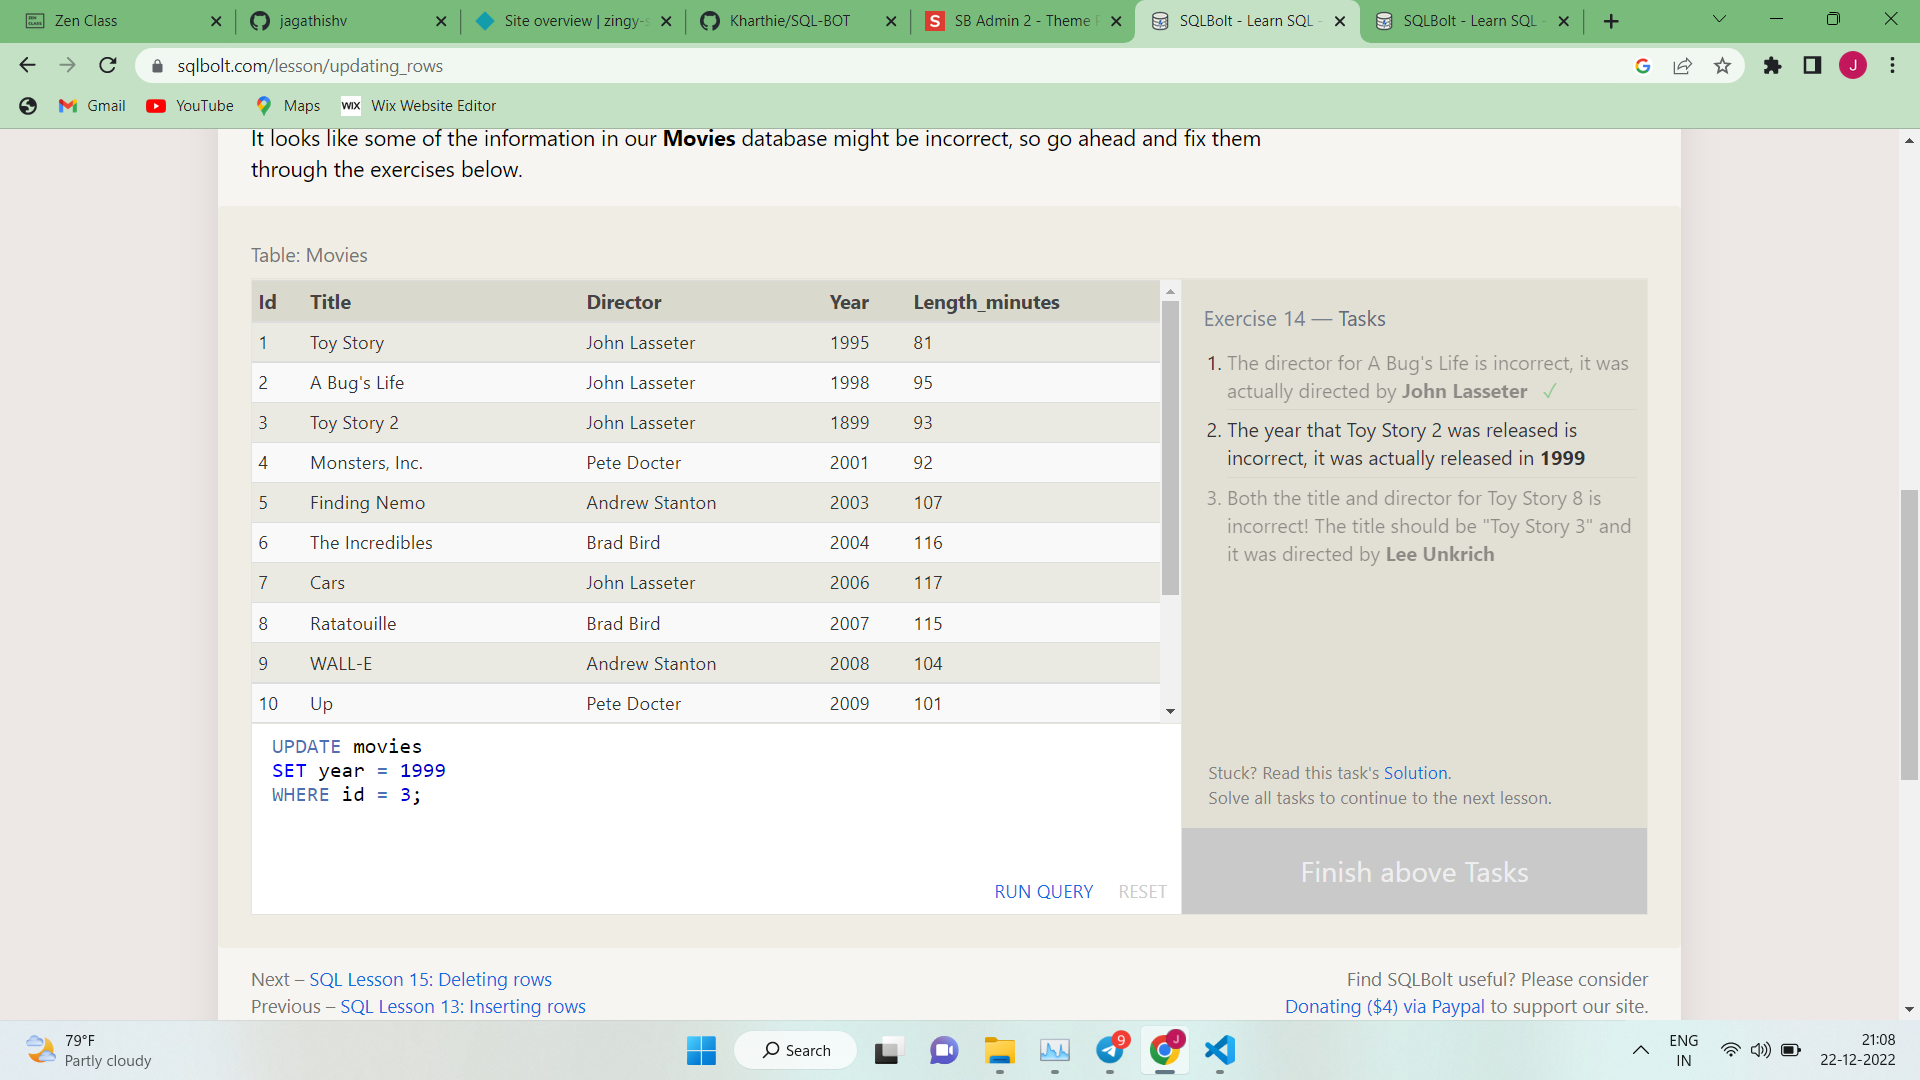 Zen Class
jagathishv
Site overview | zingy-s
Kharthie/SQL-BOT
SB Admin 2 - Theme P
SQLBolt - Learn SQL -
SQLBolt - Learn SQL -
sqlbolt.com/lesson/updating_rows
J
Gmail
YouTube
Maps
WIX Wix Website Editor
It looks like some of the information in our Movies database might be incorrect, so go ahead and fix them
through the exercises below.
Table: Movies
Id Title Director Year Length_minutes
1 Toy Story John Lasseter 1995 81
2 A Bug's Life John Lasseter 1998 95
3 Toy Story 2 John Lasseter 1899 93
4 Monsters, Inc. Pete Docter 2001 92
5 Finding Nemo Andrew Stanton 2003 107
6 The Incredibles Brad Bird 2004 116
7 Cars John Lasseter 2006 117
8 Ratatouille Brad Bird 2007 115
9 WALL-E Andrew Stanton 2008 104
10 Up Pete Docter 2009 101
UPDATE movies
SET year = 1999
WHERE id = 3;
RUN QUERY RESET
Exercise 14 — Tasks
1. The director for A Bug's Life is incorrect, it was
actually directed by John Lasseter ✓
2. The year that Toy Story 2 was released is
incorrect, it was actually released in 1999
3. Both the title and director for Toy Story 8 is
incorrect! The title should be "Toy Story 3" and
it was directed by Lee Unkrich
Stuck? Read this task's Solution.
Solve all tasks to continue to the next lesson.
Finish above Tasks
Next – SQL Lesson 15: Deleting rows
Previous – SQL Lesson 13: Inserting rows
Find SQLBolt useful? Please consider
Donating ($4) via Paypal to support our site.
79°F
Partly cloudy
Search
9
J
ENG
IN
21:08
22-12-2022